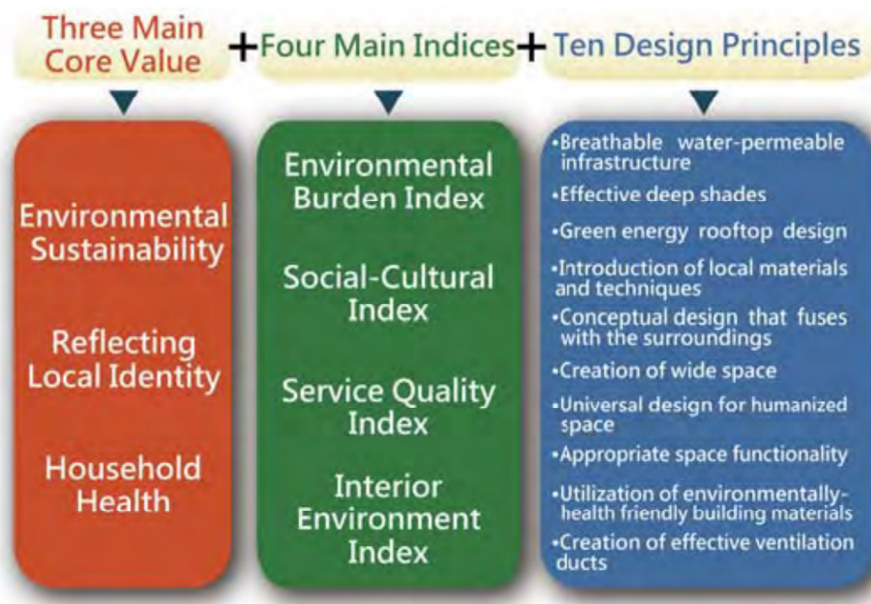 Three Main
Core Value
+
Four Main Indices
+
Ten Design Principles
Environmental
Sustainability
Reflecting
Local Identity
Household
Health
Environmental
Burden Index
Social-Cultural
Index
Service Quality
Index
Interior
Environment
Index
•Breathable water-permeable
infrastructure
•Effective deep shades
•Green energy rooftop design
•Introduction of local materials
and techniques
•Conceptual design that fuses
with the surroundings
•Creation of wide space
•Universal design for humanized
space
•Appropriate space functionality
•Utilization of environmentally-
health friendly building materials
•Creation of effective ventilation
ducts